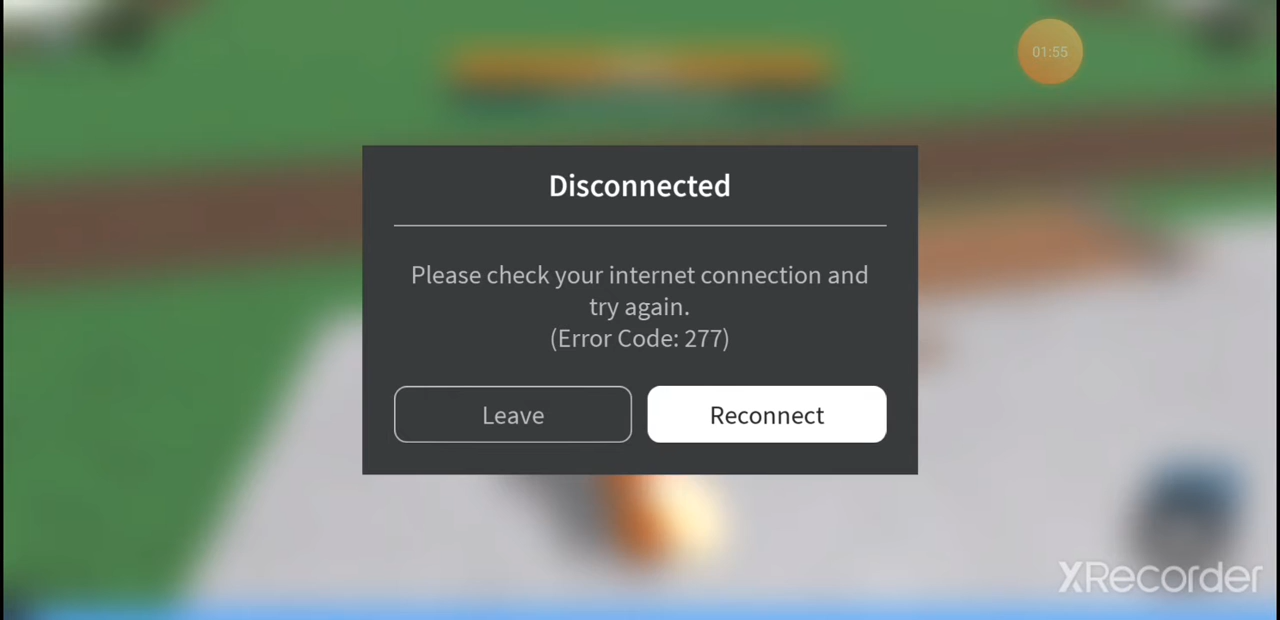 01:55
Disconnected
Please check your internet connection and
try again.
(Error Code: 277)
Leave
Reconnect
XRecorder